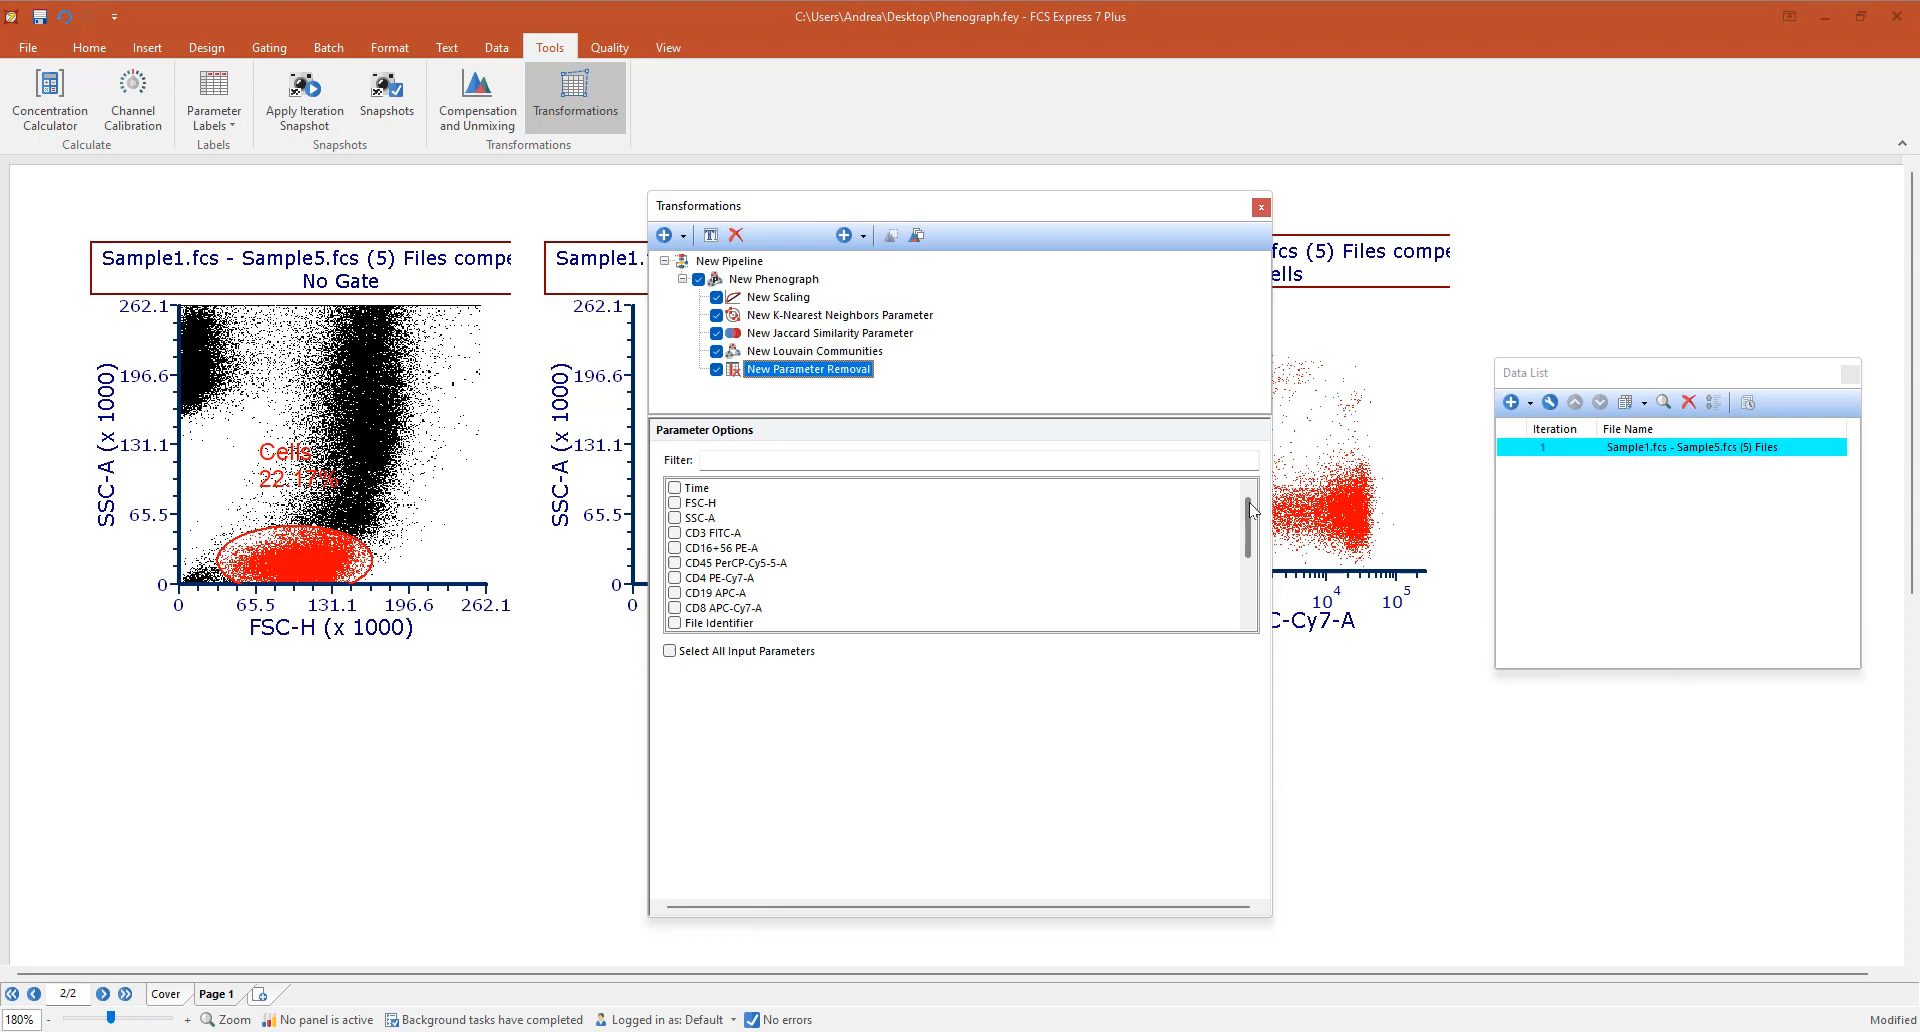 C:\Users\Andrea\Desktop\Phenograph.fey - FCS Express 7 Plus
File Home Insert Design Gating Batch Format Text Data Tools Quality View
Concentration Calculator
Channel Calibration
Calculate
Parameter Labels
Labels
Apply Iteration Snapshot
Snapshots
Snapshots
Compensation and Unmixing
Transformations
Transformations
Sample1.fcs - Sample5.fcs (5) Files compe
No Gate
262.1
196.6
131.1
65.5
0
SSC-A (x 1000)
Cells
22.17%
0 65.5 131.1 196.6 262.1
FSC-H (x 1000)
Sample1.
262.1
196.6
131.1
65.5
0
SSC-A (x 1000)
0
Transformations
New Pipeline
New Phenograph
New Scaling
New K-Nearest Neighbors Parameter
New Jaccard Similarity Parameter
New Louvain Communities
New Parameter Removal
Parameter Options
Filter:
Time
FSC-H
SSC-A
CD3 FITC-A
CD16+56 PE-A
CD45 PerCP-Cy5-5-A
CD4 PE-Cy7-A
CD19 APC-A
CD8 APC-Cy7-A
File Identifier
Select All Input Parameters
fcs (5) Files compe
ells
10^4 10^5
C-Cy7-A
Data List
Iteration File Name
1 Sample1.fcs - Sample5.fcs (5) Files
2/2 Cover Page 1
180% - + Zoom No panel is active Background tasks have completed Logged in as: Default No errors Modified